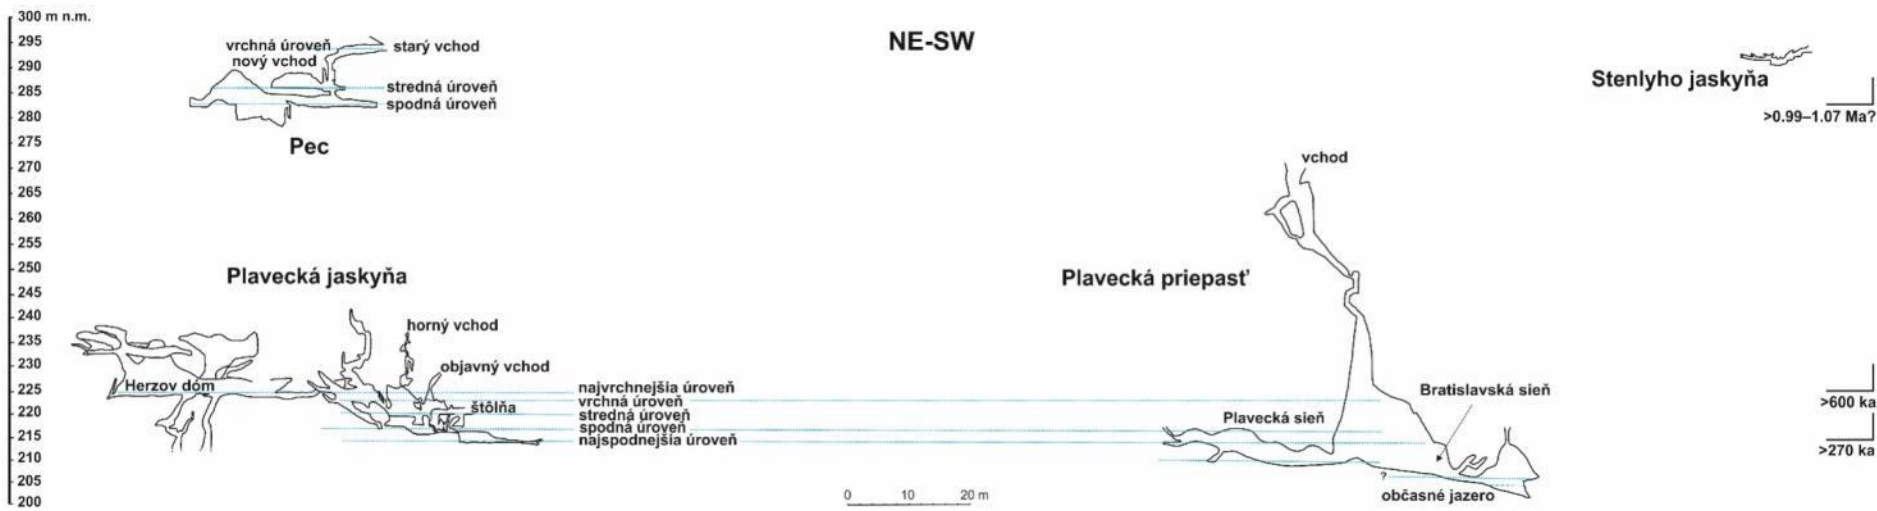 300 m n.m.
295
290
285
280
275
270
265
260
255
250
245
240
235
230
225
220
215
210
205
200
NE-SW
vrchná úroveň
nový vchod
starý vchod
stredná úroveň
spodná úroveň
Pec
Stenlyho jaskyňa
>0.99–1.07 Ma?
vchod
Plavecká jaskyňa
Plavecká priepasť
horný vchod
objavný vchod
Herzov dóm
štôlňa
najvrchnejšia úroveň
vrchná úroveň
stredná úroveň
spodná úroveň
najspodnejšia úroveň
Plavecká sieň
Bratislavská sieň
>600 ka
>270 ka
?
občasné jazero
0 10 20 m